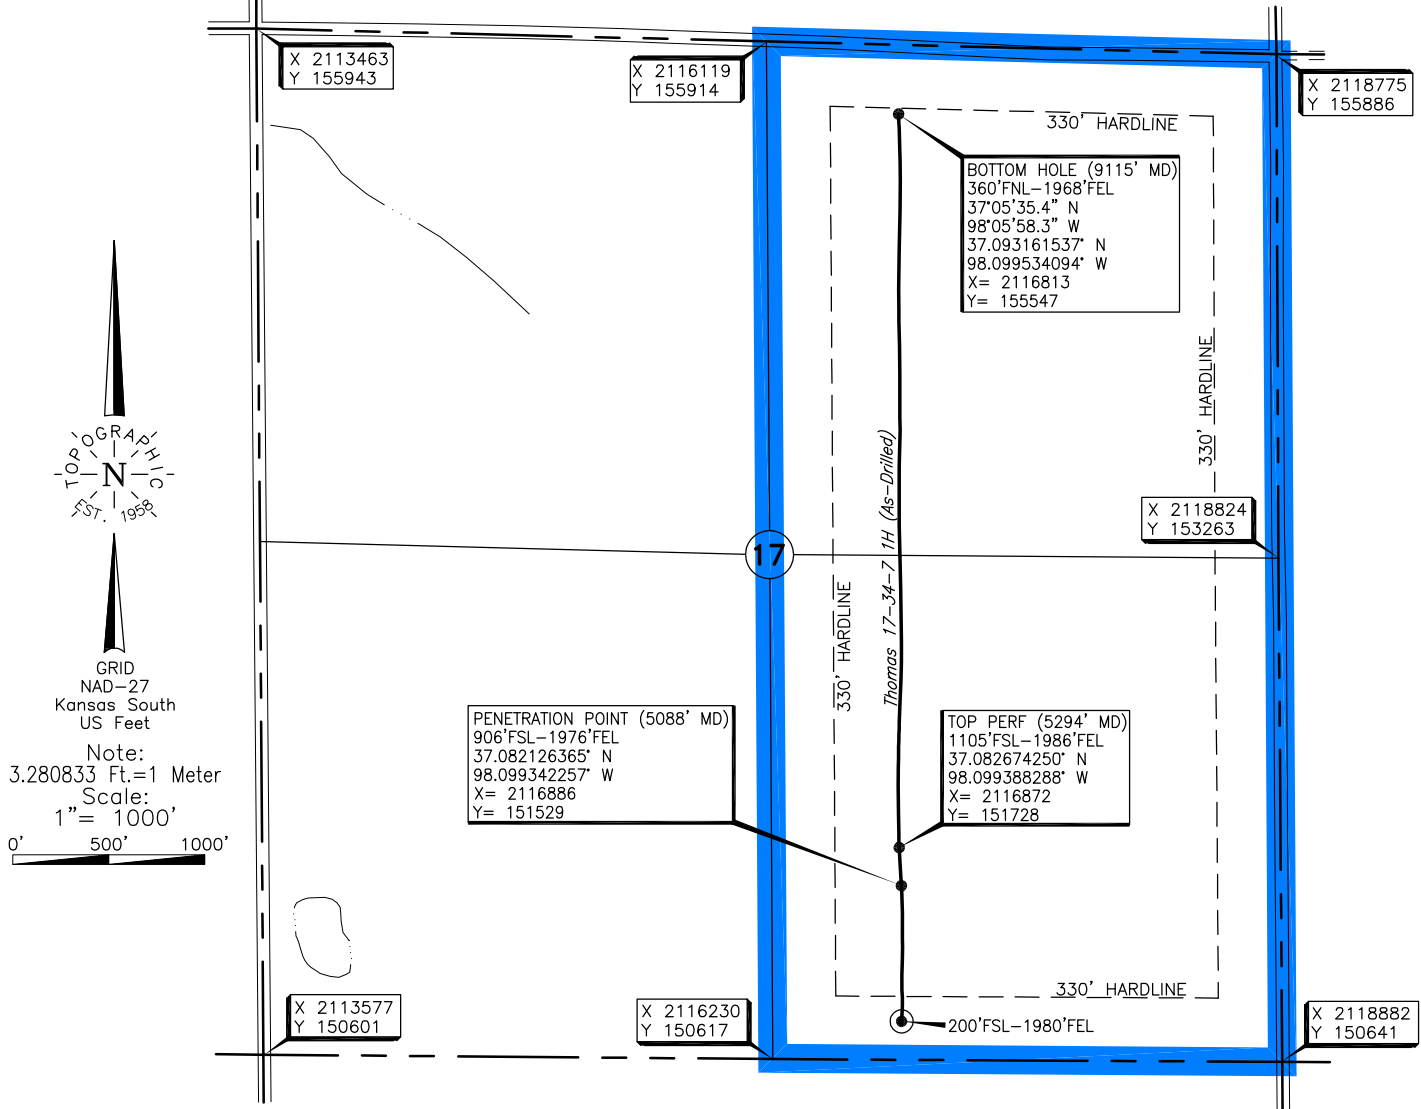 X 2113463
Y 155943
X 2116119
Y 155914
X 2118775
Y 155886
330' HARDLINE
BOTTOM HOLE (9115' MD)
360'FNL-1968'FEL
37°05'35.4" N
98°05'58.3" W
37.093161537° N
98.099534094° W
X= 2116813
Y= 155547
330' HARDLINE
TOPOGRAPHIC
N
EST. 1958
Thomas 17-34-7 1H (As-Drilled)
X 2118824
Y 153263
17
330' HARDLINE
GRID
NAD-27
Kansas South
US Feet
Note:
3.280833 Ft.=1 Meter
Scale:
1"= 1000'
0' 500' 1000'
PENETRATION POINT (5088' MD)
906'FSL-1976'FEL
37.082126365° N
98.099342257° W
X= 2116886
Y= 151529
TOP PERF (5294' MD)
1105'FSL-1986'FEL
37.082674250° N
98.099388288° W
X= 2116872
Y= 151728
330' HARDLINE
X 2113577
Y 150601
X 2116230
Y 150617
200'FSL-1980'FEL
X 2118882
Y 150641